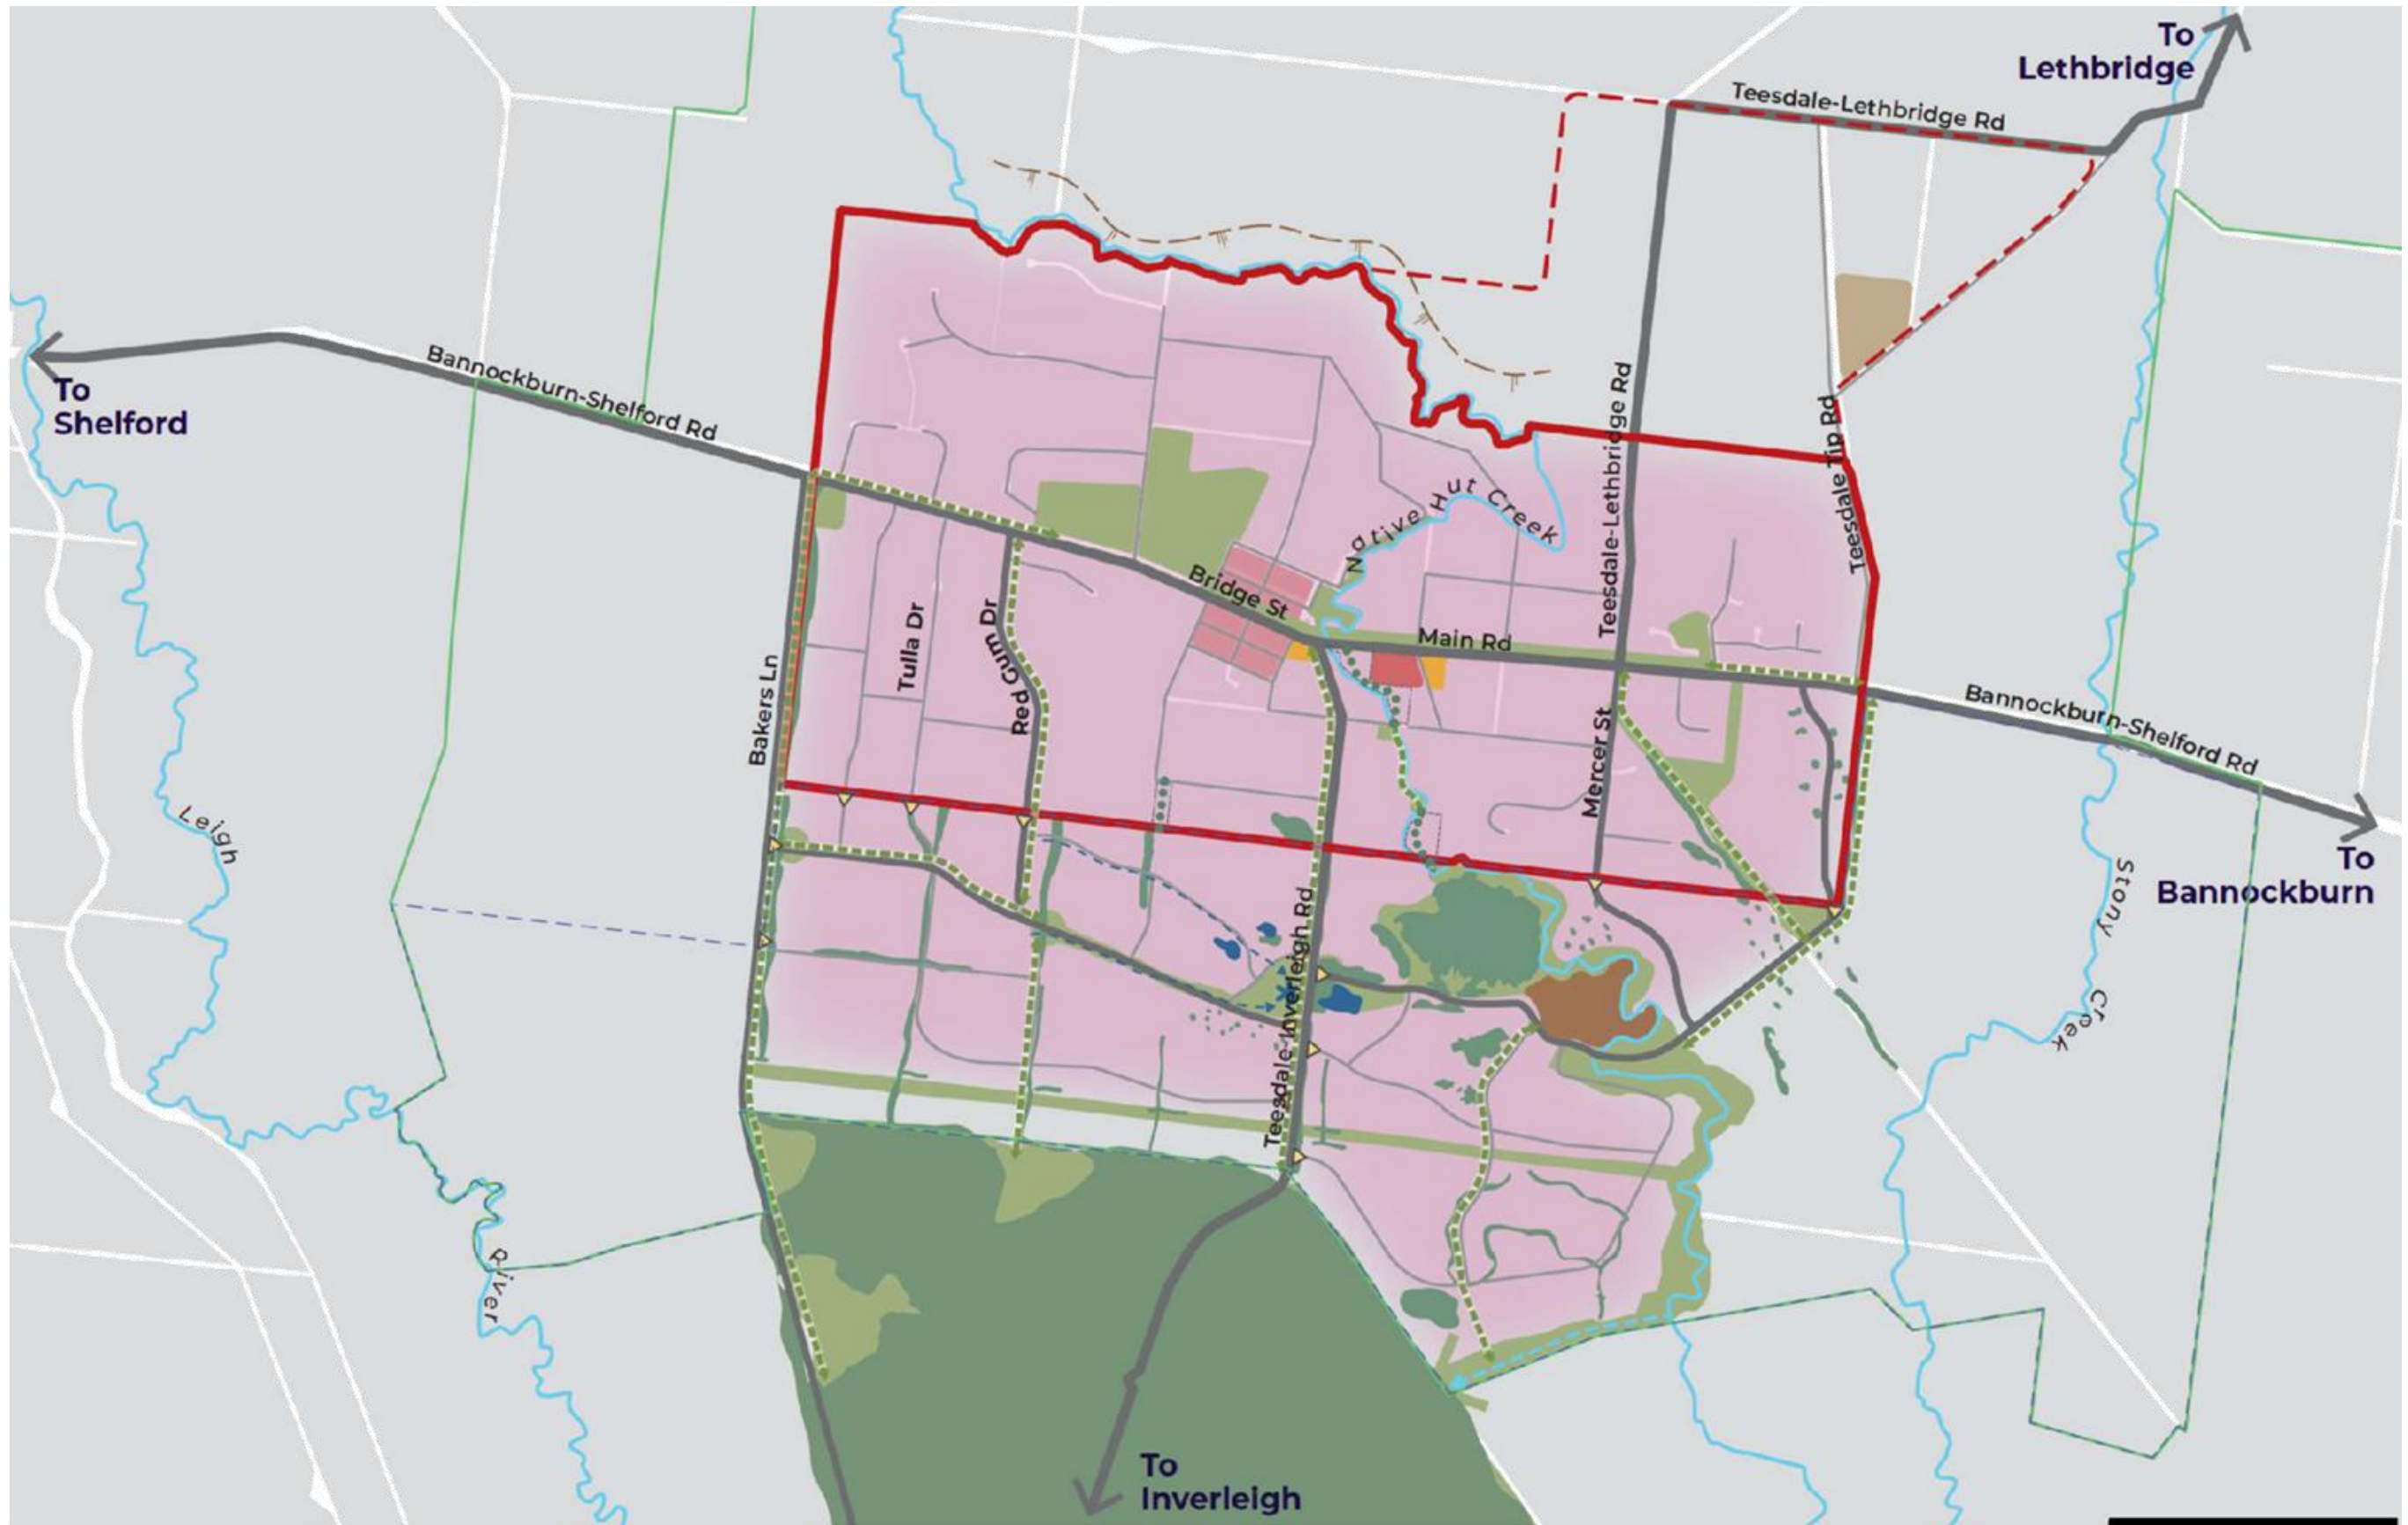 To
Lethbridge
Teesdale-Lethbridge Rd
To
Shelford
Bannockburn-Shelford Rd
Teesdale-Lethbridge Rd
Teesdale Tip Rd
Teesdale
Native Hut Creek
Bridge St
Main Rd
Tulla Dr
Red Gum Dr
Bakers Ln
Mercer St
Bannockburn-Shelford Rd
To
Bannockburn
Leigh
River
Stony Creek
Teesdale-Inverleigh Rd
To
Inverleigh